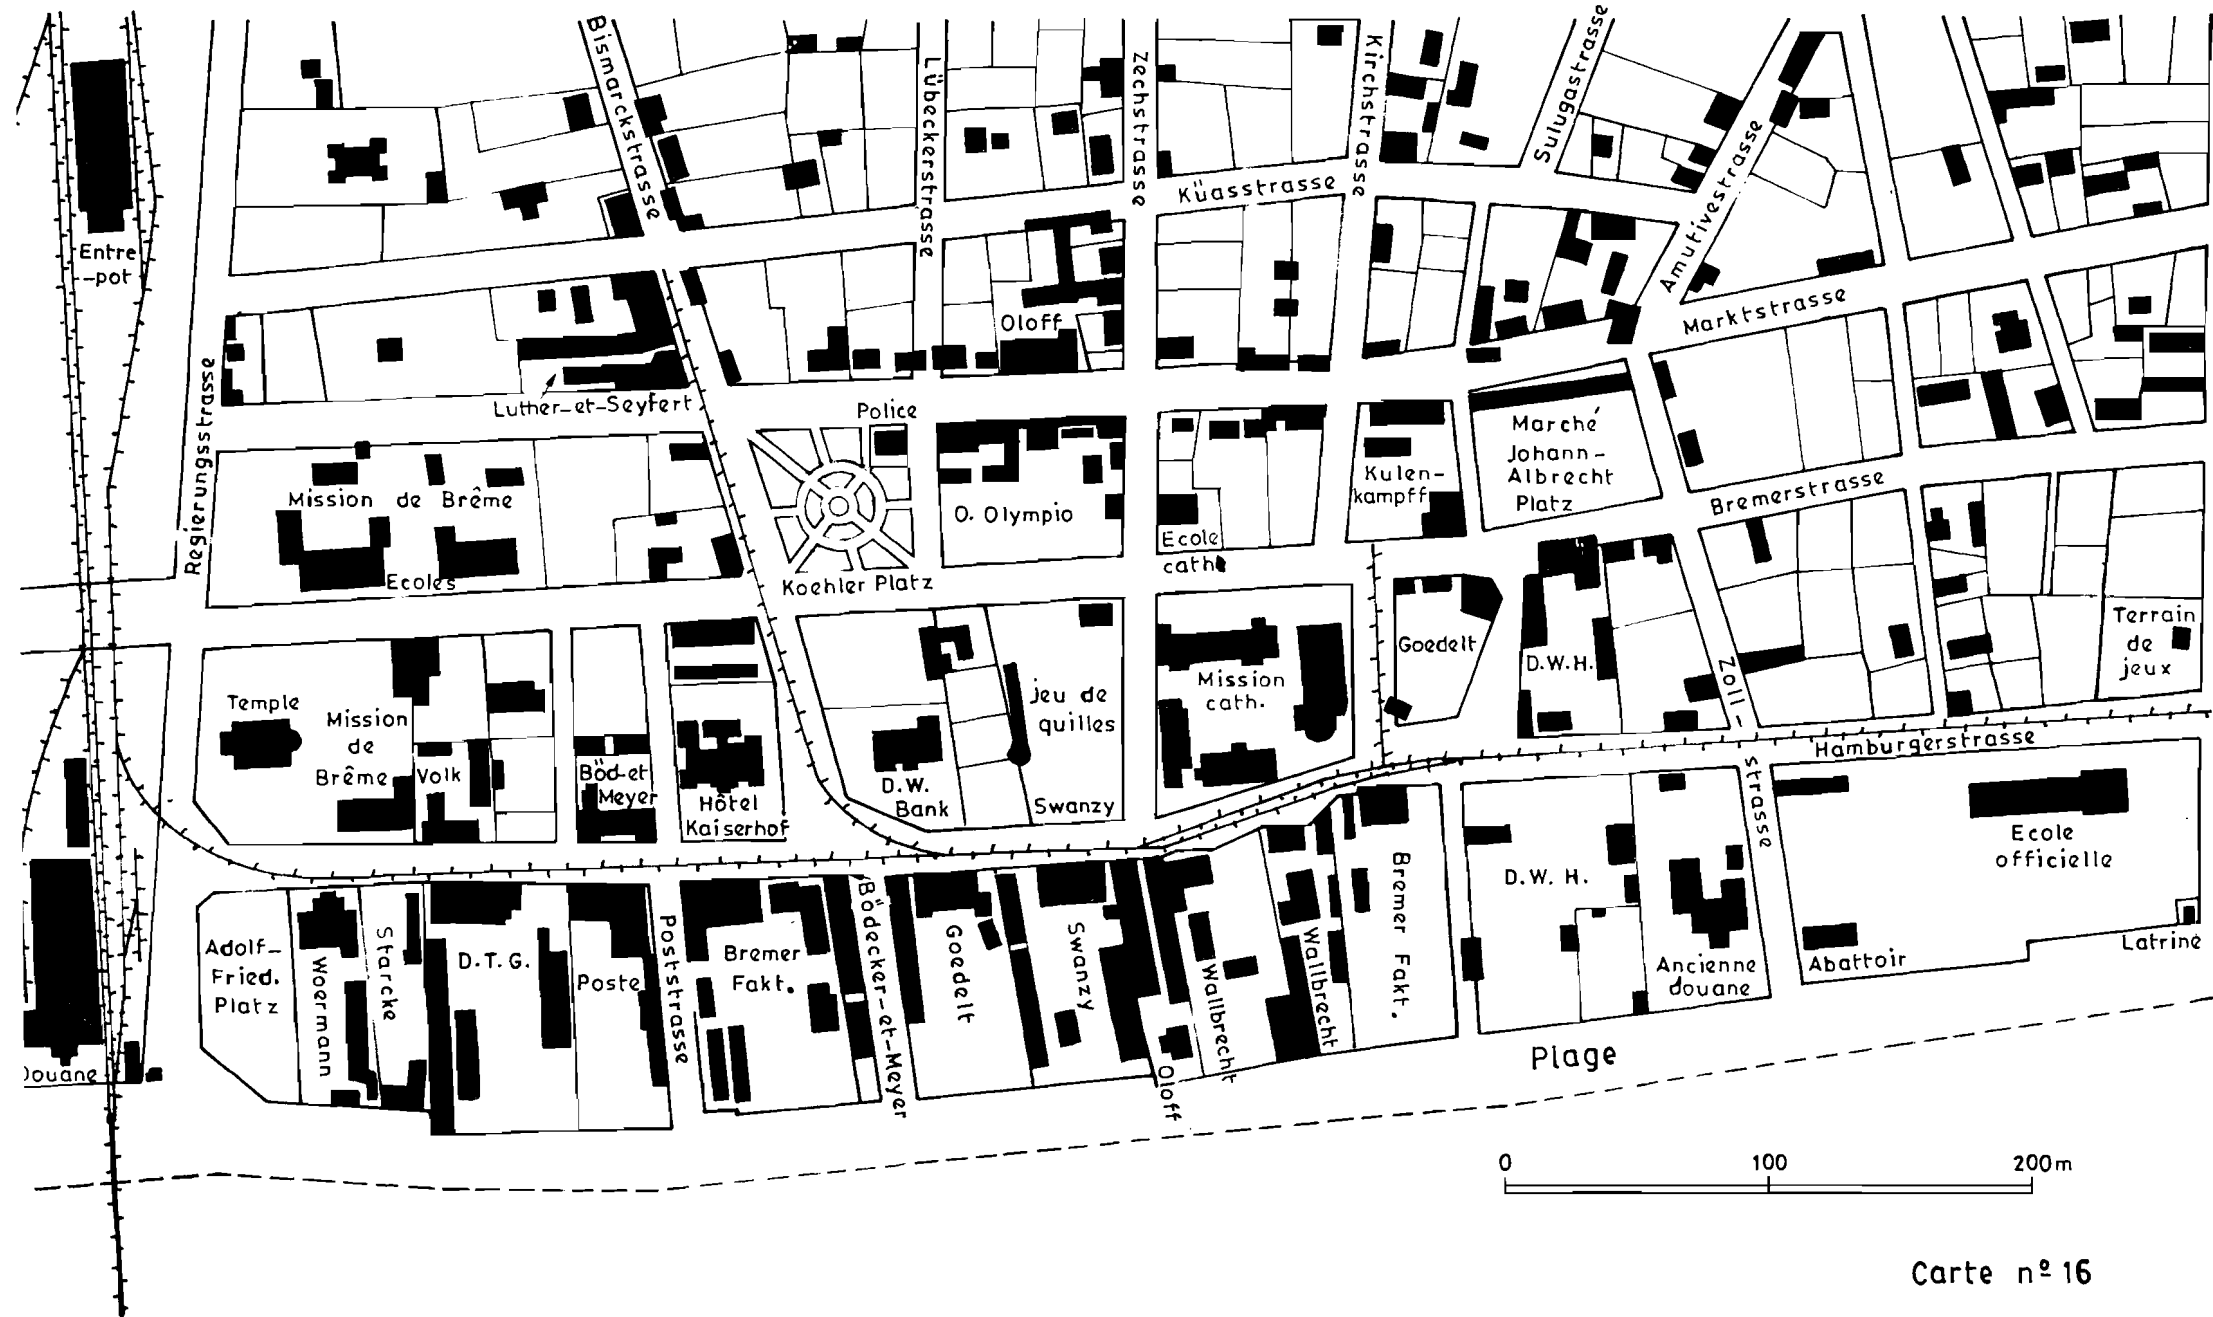 Bismarckstrasse
Lübeckerstrasse
Zechstrasse
Kirchstrasse
Sulugastrasse
Amutivestrasse
Küasstrasse
Marktstrasse
Entre
-pot
Oloff
Regierungsstrasse
Luther-et-Seyfert
Police
Marché
Johann-
Albrecht
Platz
Kulen-
kampff
Bremerstrasse
Mission de Brême
Ecoles
O. Olympio
Ecole
cath.
Koehler Platz
Goedelt
D.W.H.
Zoll-
strasse
Terrain
de
jeux
Temple
Mission
de
Brême
Volk
Böd-et
Meyer
Hôtel
Kaiserhof
D.W.
Bank
jeu de
quilles
Swanzy
Mission
cath.
Hamburgerstrasse
Ecole
officielle
Adolf-
Fried.
Platz
Woermann
Starcke
D.T.G.
Poste
Poststrasse
Bremer
Fakt.
Bödecker-et-Meyer
Goedelt
Swanzy
Oloff
Wallbrecht
Wallbrecht
Bremer Fakt.
D.W.H.
Ancienne
douane
Abattoir
Latrine
Douane
Plage
0 100 200m
Carte nº 16